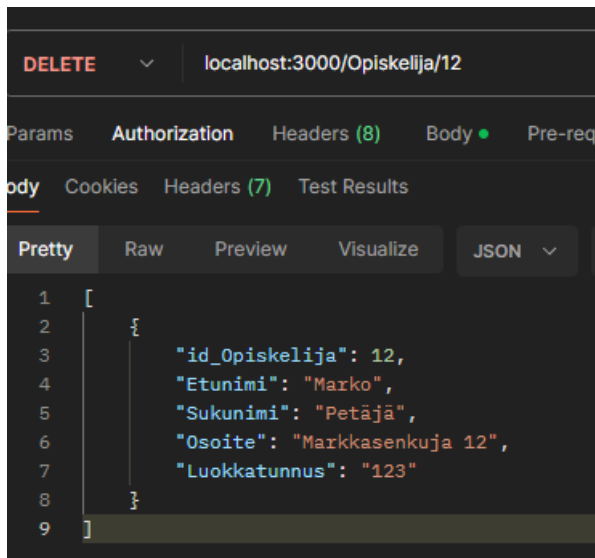 DELETE localhost:3000/Opiskelija/12
Params Authorization Headers (8) Body Pre-req
ody Cookies Headers (7) Test Results
Pretty Raw Preview Visualize JSON
1 [
2 {
3 "id_Opiskelija": 12,
4 "Etunimi": "Marko",
5 "Sukunimi": "Petäjä",
6 "Osoite": "Markkasenkuja 12",
7 "Luokkatunnus": "123"
8 }
9 ]